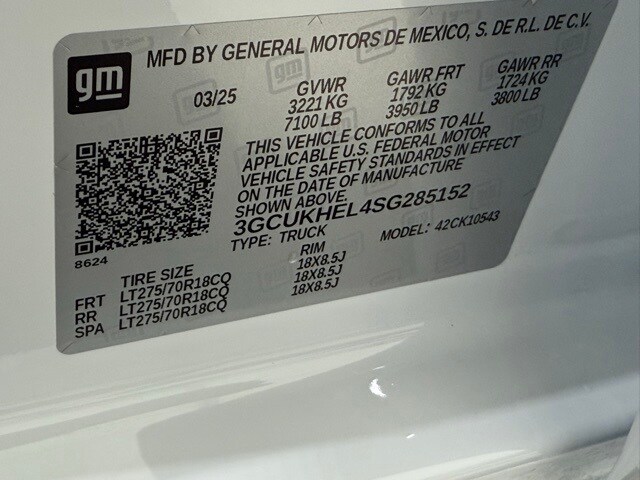 gm
MFD BY GENERAL MOTORS DE MEXICO, S. DE R.L. DE C.V.
03/25 GVWR GAWR FRT GAWR RR
3221 KG 1792 KG 1724 KG
7100 LB 3950 LB 3800 LB
THIS VEHICLE CONFORMS TO ALL
APPLICABLE U.S. FEDERAL MOTOR
VEHICLE SAFETY STANDARDS IN EFFECT
ON THE DATE OF MANUFACTURE
SHOWN ABOVE.
3GCUKHEL4SG285152
TYPE: TRUCK MODEL: 42CK10543
8624
TIRE SIZE RIM
FRT LT275/70R18CQ 18X8.5J
RR LT275/70R18CQ 18X8.5J
SPA LT275/70R18CQ 18X8.5J